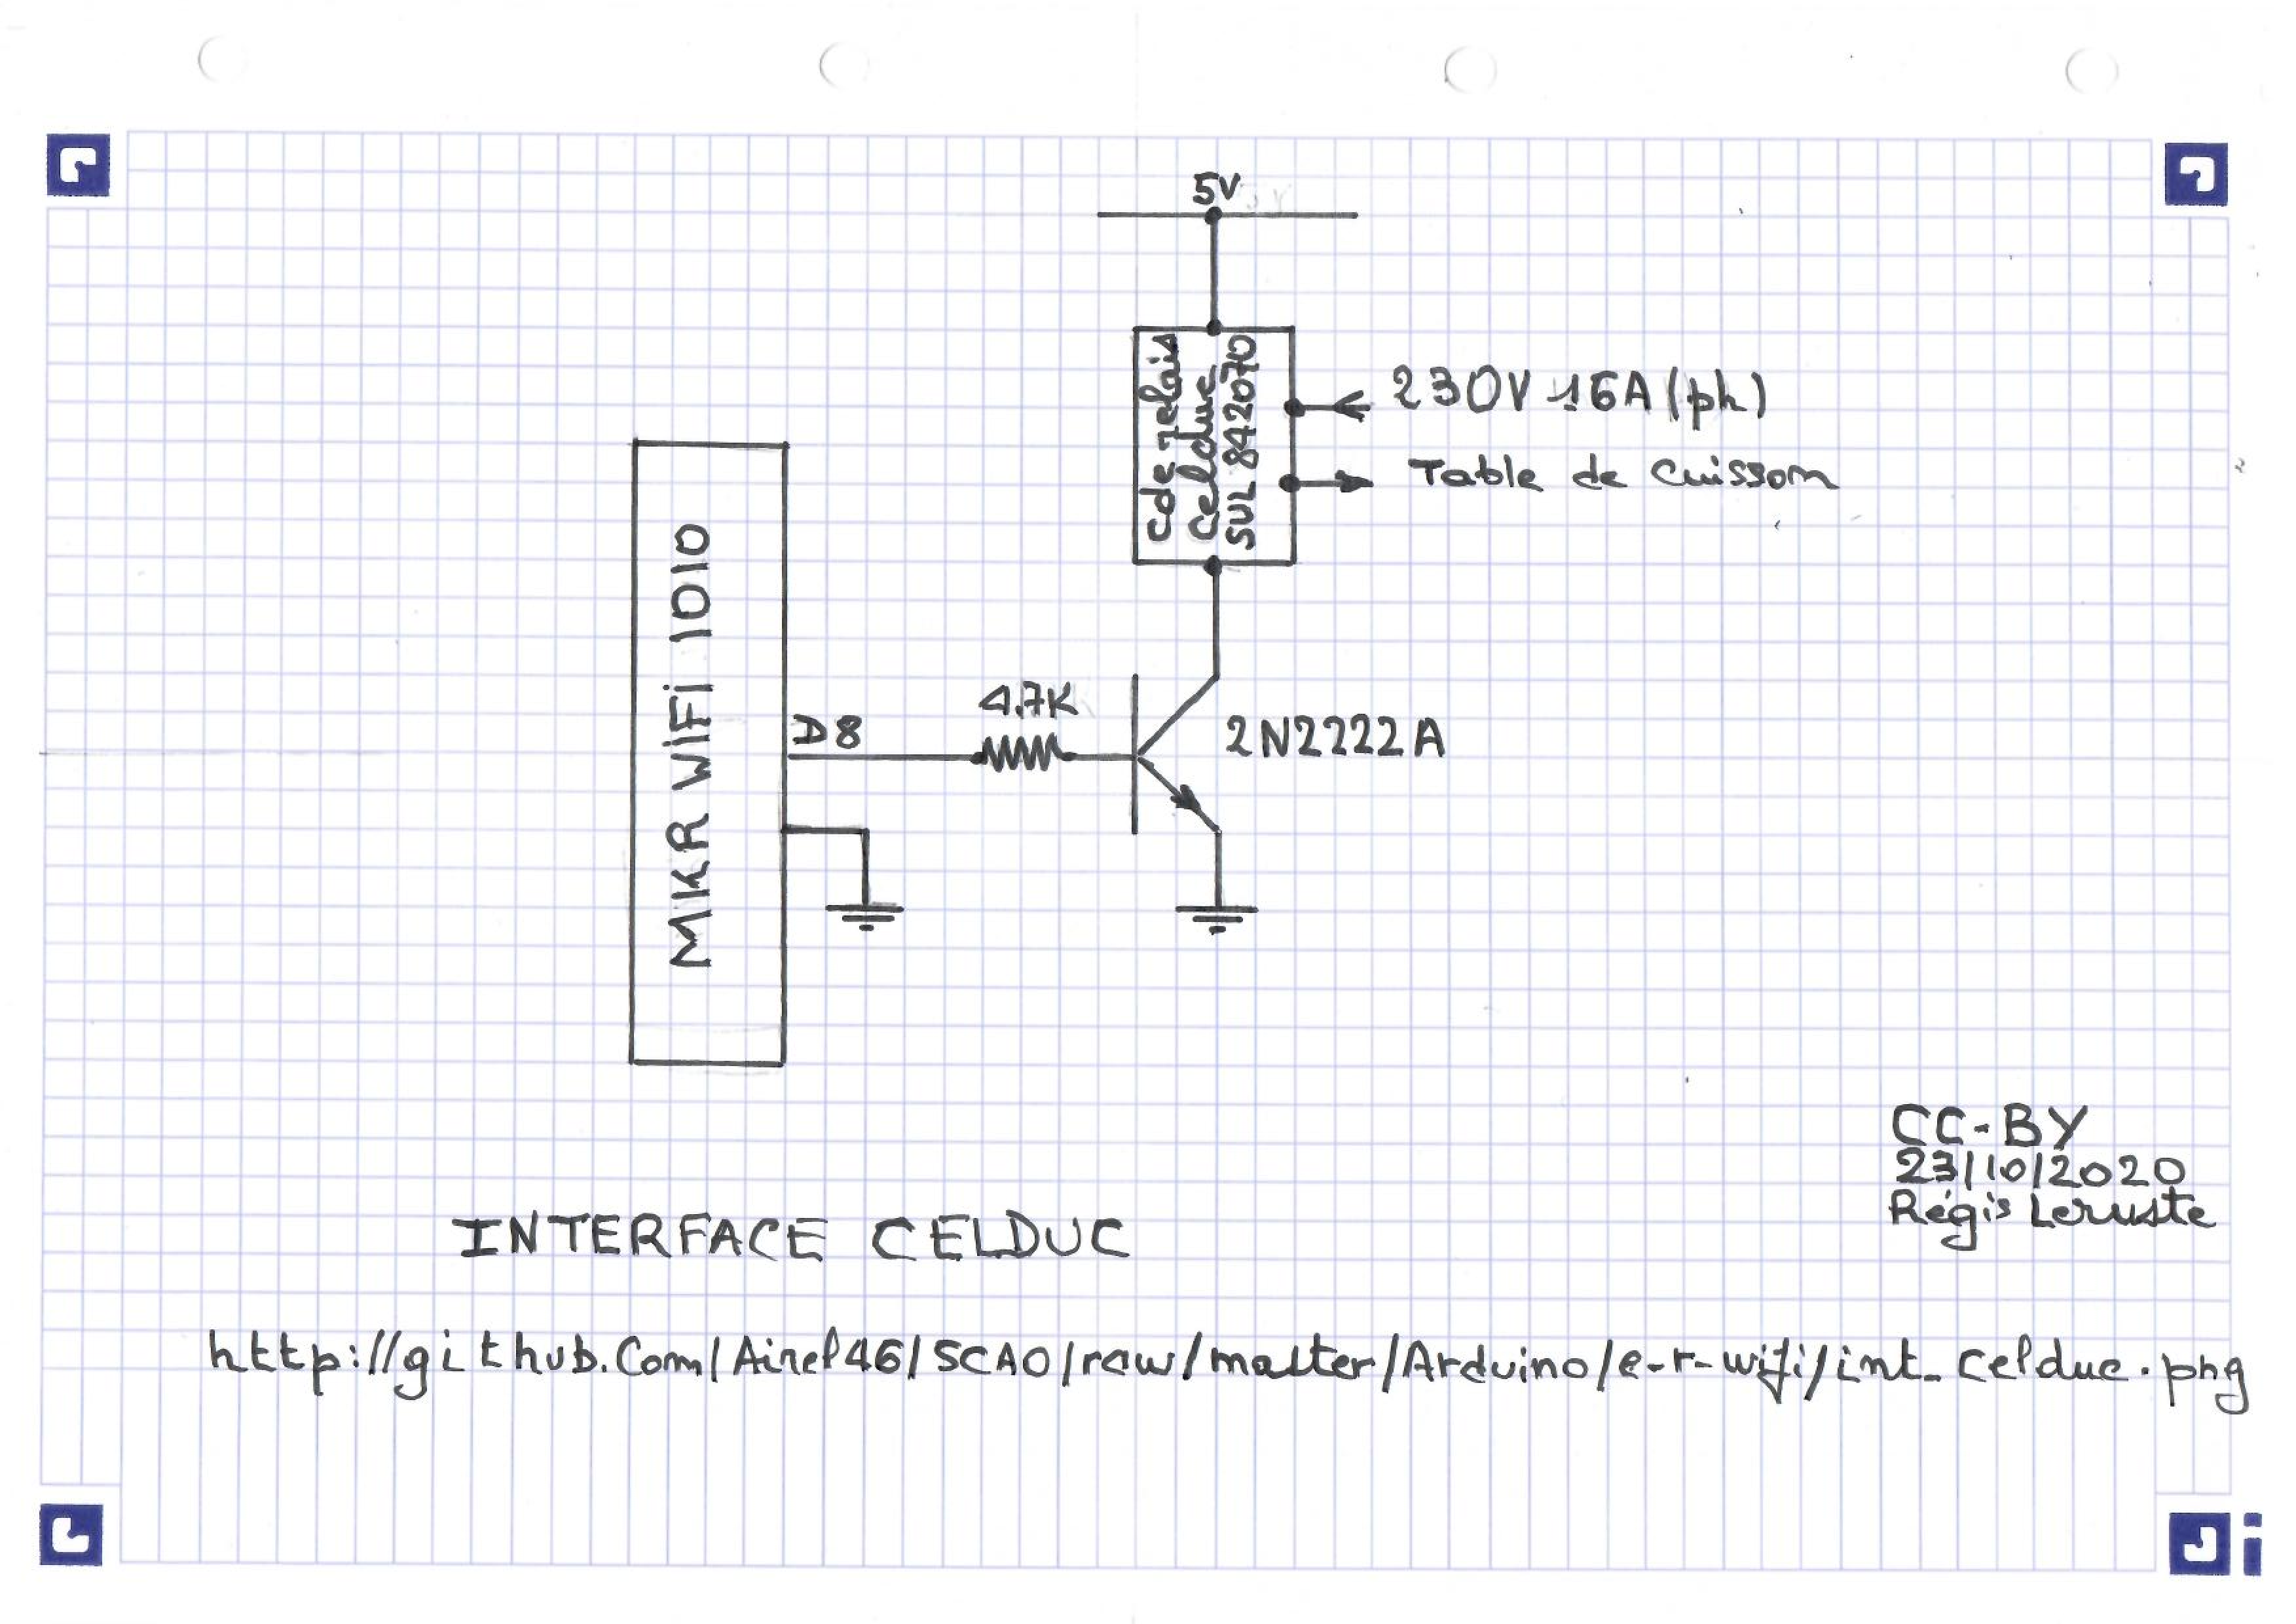 5V
Cde relais
Celduc
SUL 842070
230V 16A (ph)
Table de Cuisson
MKR WiFi 1010
D8
4.7K
2N2222A
CC-BY
23/10/2020
Régis Leruste
INTERFACE CELDUC
http://github.Com/Airel46/SCAO/raw/master/Arduino/e-r-wifi/int_Celduc.png